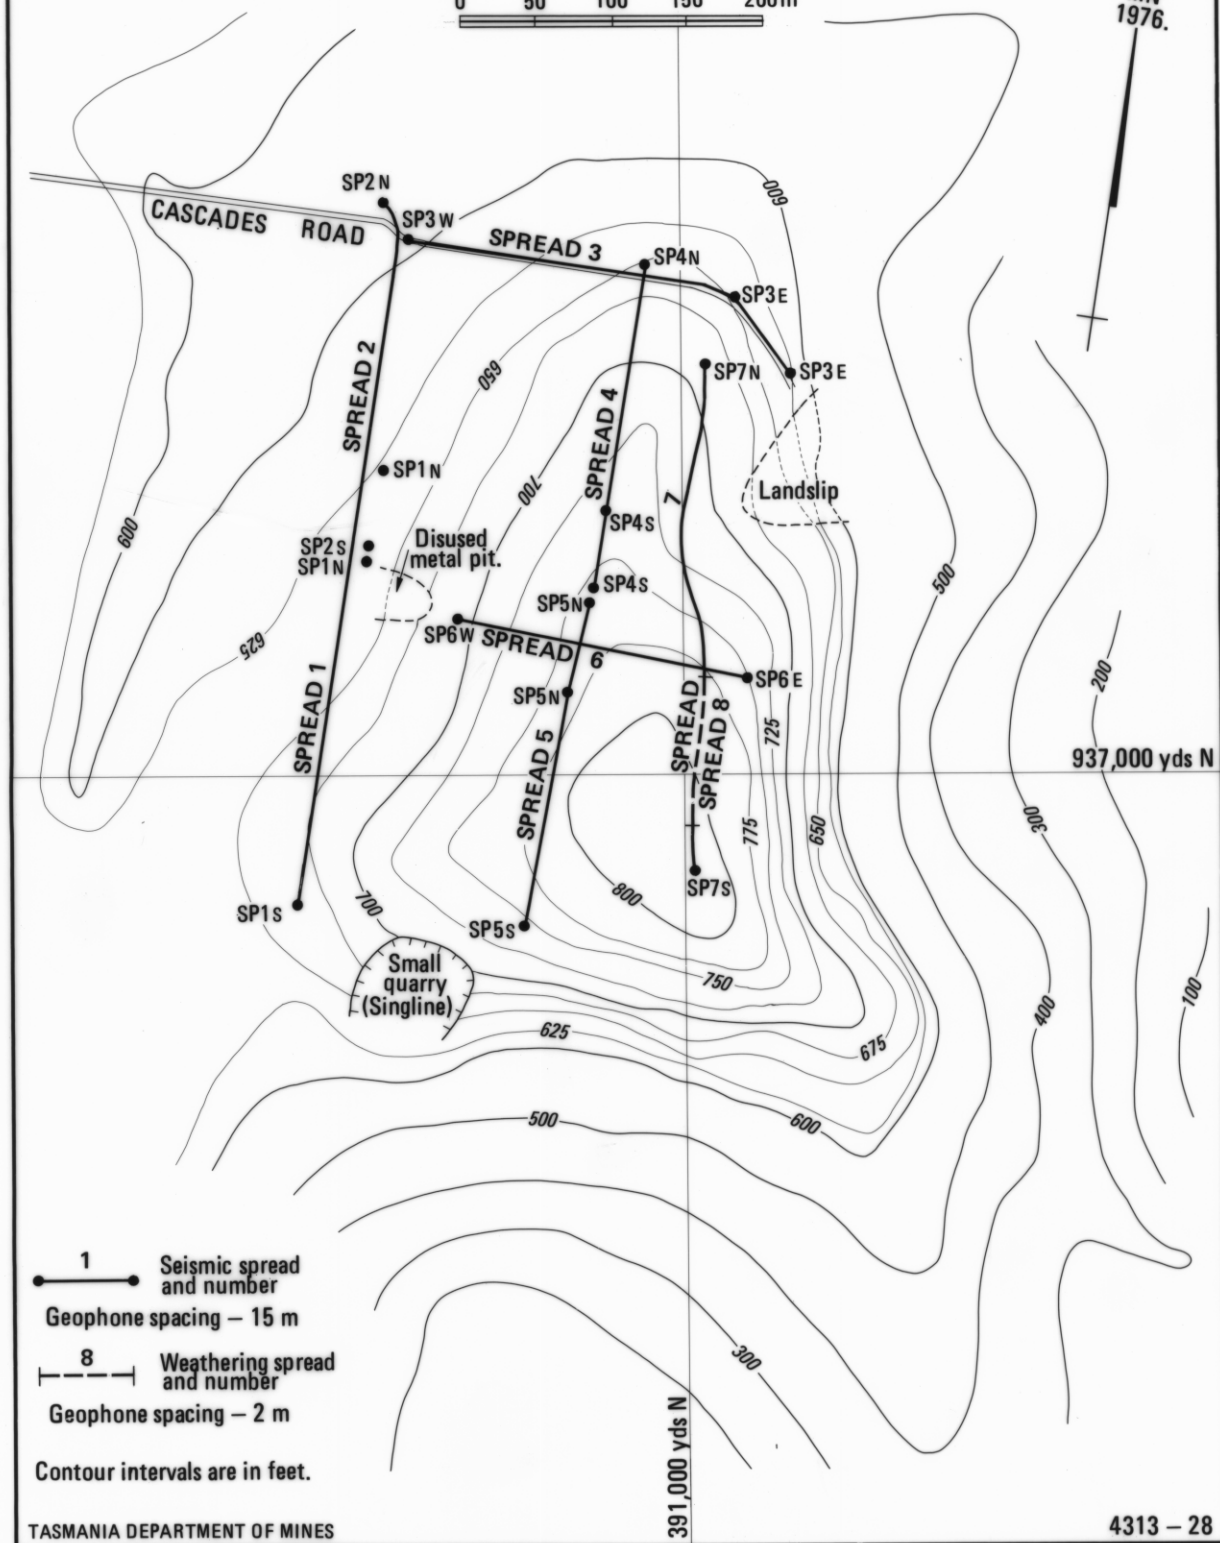 0 50 100 150 200m
1976.
600
SP2N
CASCADES ROAD
SP3W
SPREAD 3
SP4N
SP3E
SP7N
SP3E
650
SPREAD 2
SPREAD 4
700
7
Landslip
SP1N
SP4S
600
SP2S
SP1N
Disused
metal pit.
SP4S
SP5N
500
625
SP6W
SPREAD 6
SP6E
200
SP5N
SPREAD 1
SPREAD
SPREAD 8
725
937,000 yds N
SPREAD 5
775
650
300
SP7S
800
700
SP1S
SP5S
Small
quarry
(Singline)
750
100
400
625
675
500
600
1
Seismic spread
and number
Geophone spacing – 15 m
8
Weathering spread
and number
Geophone spacing – 2 m
300
Contour intervals are in feet.
391,000 yds N
TASMANIA DEPARTMENT OF MINES
4313 – 28